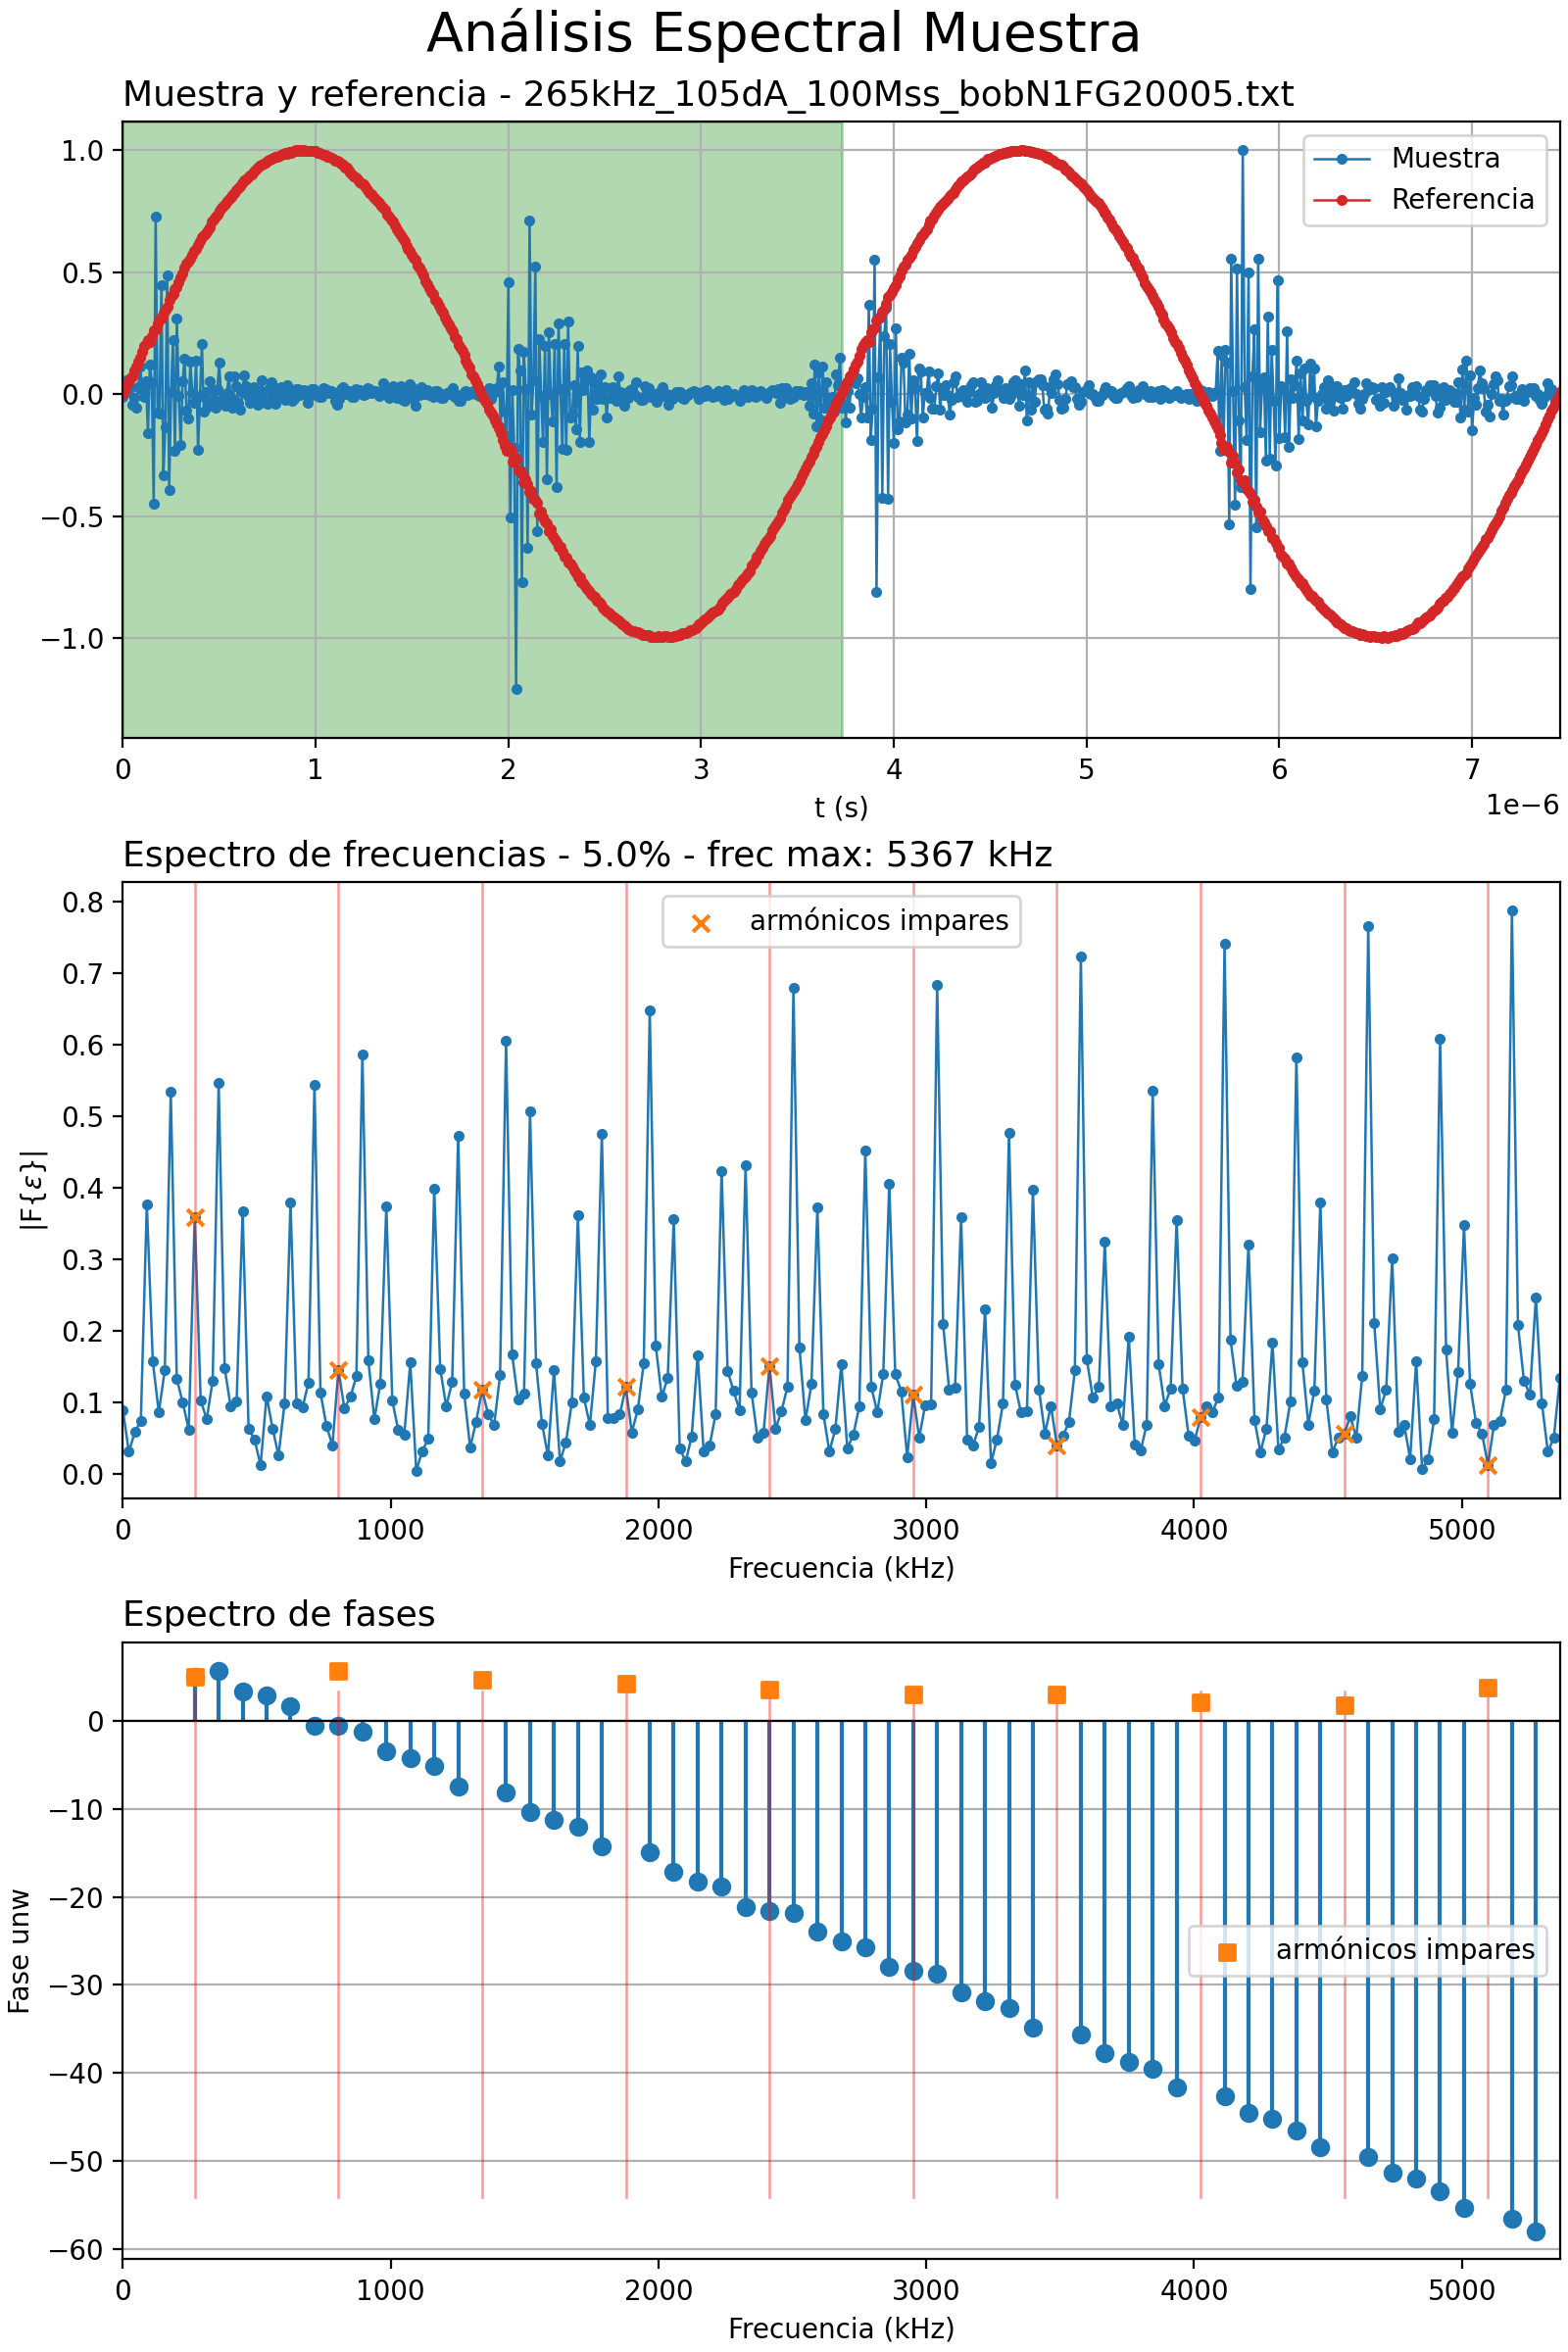 Análisis Espectral Muestra
Muestra y referencia - 265kHz_105dA_100Mss_bobN1FG20005.txt
Muestra
Referencia
1.0
0.5
0.0
−0.5
−1.0
0 1 2 3 4 5 6 7
t (s)
1e−6
Espectro de frecuencias - 5.0% - frec max: 5367 kHz
armónicos impares
|F{ε}|
0.8
0.7
0.6
0.5
0.4
0.3
0.2
0.1
0.0
0 1000 2000 3000 4000 5000
Frecuencia (kHz)
Espectro de fases
armónicos impares
Fase unw
0
−10
−20
−30
−40
−50
−60
0 1000 2000 3000 4000 5000
Frecuencia (kHz)